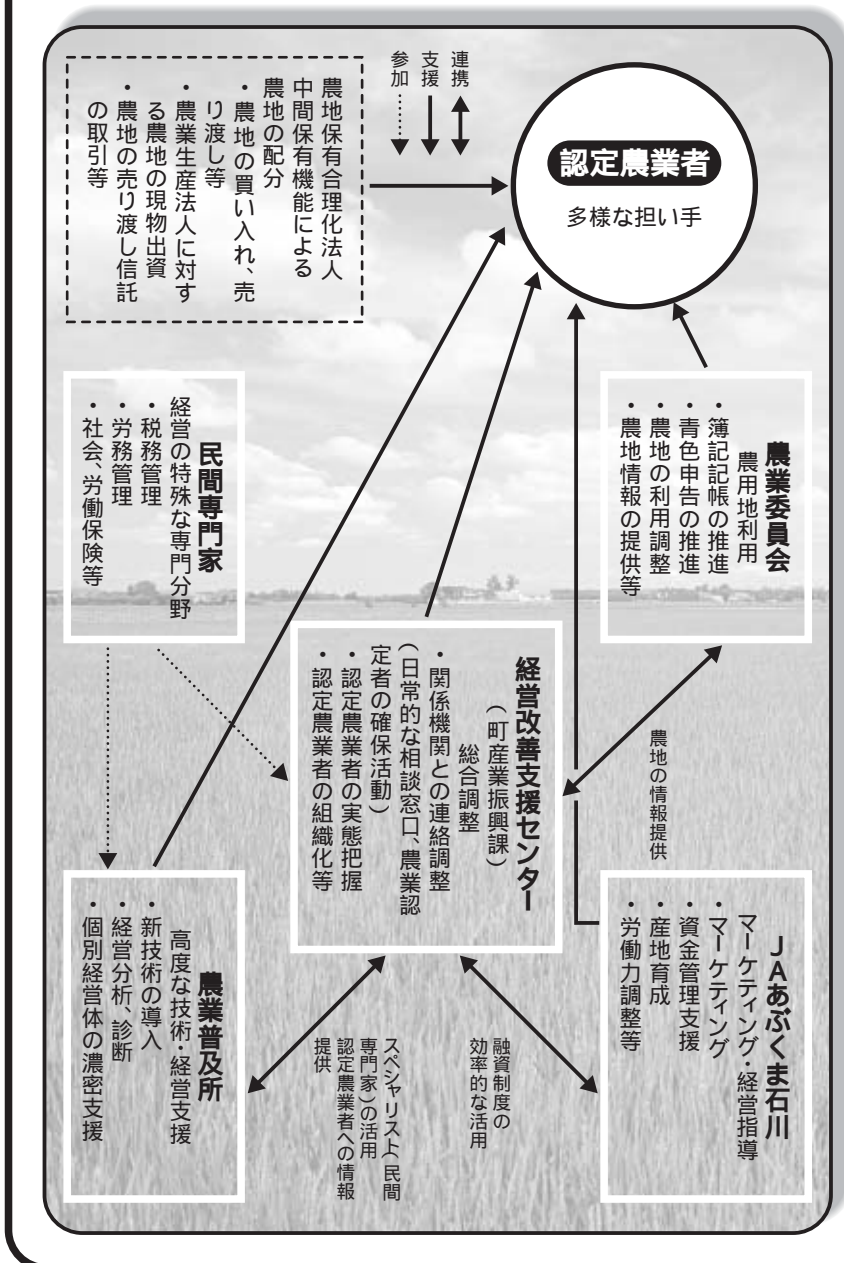 認定農業者
多様な担い手
連携
支援
参加
農地保有合理化法人
中間保有機能による
農地の配分
・農地の買い入れ、売
り渡し等
・農業生産法人に対す
る農地の現物出資
・農地の売り渡し信託
の取引等
農業委員会
農用地利用
・簿記記帳の推進
・青色申告の推進
・農地の利用調整
・農地情報の提供等
民間専門家
経営の特殊な専門分野
・税務管理
・労務管理
・社会、労働保険等
経営改善支援センター
(町産業振興課)
総合調整
・関係機関との連絡調整
(日常的な相談窓口、農業認
定者の確保活動)
・認定農業者の実態把握
・認定農業者の組織化等
農地の情報提供
JAあぶくま石川
マーケティング・経営指導
・マーケティング
・資金管理支援
・産地育成
・労働力調整等
融資制度の
効率的な活用
スペシャリスト(民間
専門家)の活用
認定農業者への情報
提供
農業普及所
高度な技術・経営支援
・新技術の導入
・経営分析、診断
・個別経営体の濃密支援